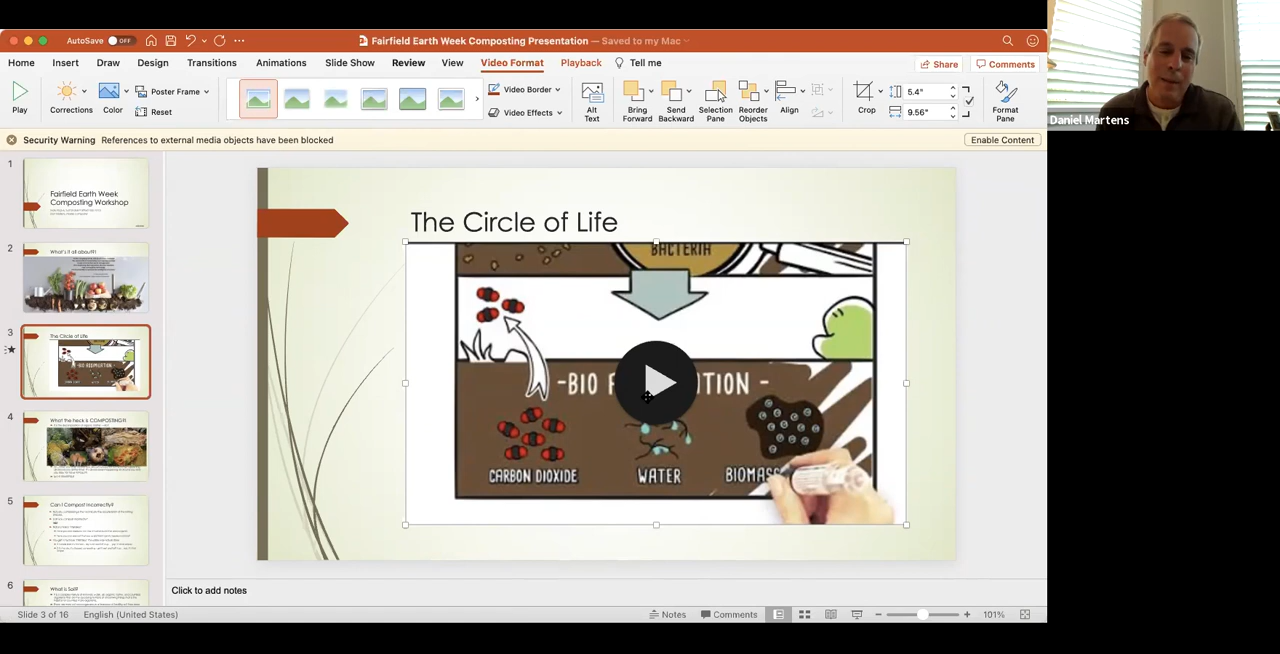 AutoSave OFF
Fairfield Earth Week Composting Presentation — Saved to my Mac
Home Insert Draw Design Transitions Animations Slide Show Review View Video Format Playback Tell me Share Comments
Play
Corrections
Color
Poster Frame
Reset
Video Border
Video Effects
Alt
Text
Bring
Forward
Send
Backward
Selection
Pane
Reorder
Objects
Align
Crop
5.4"
9.56"
Format
Pane
Daniel Martens
Security Warning References to external media objects have been blocked
Enable Content
1
Fairfield Earth Week
Composting Workshop
2
What's it all about?!
3
The Circle of Life
4
What the heck is COMPOSTING?!
5
Can I Compost Incorrectly?
6
What is Soil?
The Circle of Life
BACTERIA
CARBON DIOXIDE
WATER
BIOMASS
Click to add notes
Slide 3 of 16 English (United States) Notes Comments 101%